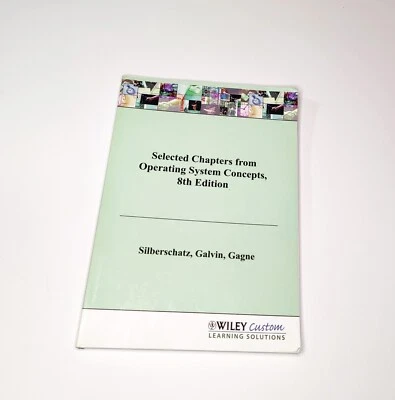 Selected Chapters from
Operating System Concepts,
8th Edition
Silberschatz, Galvin, Gagne
WILEY Custom
LEARNING SOLUTIONS